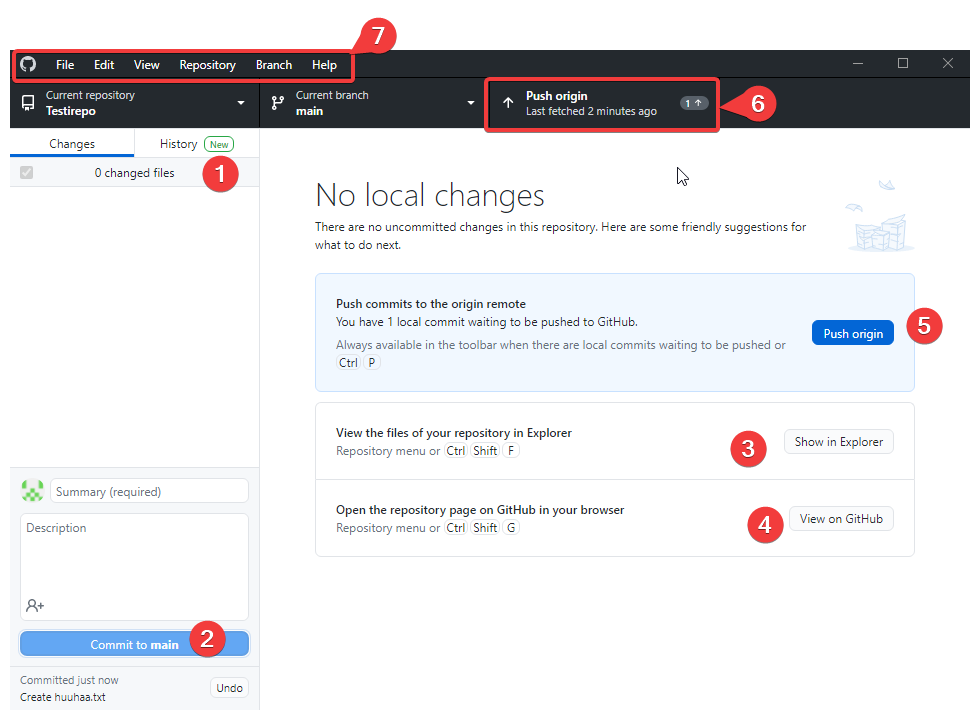 7
File Edit View Repository Branch Help
Current repository
Testirepo
Current branch
main
Push origin
Last fetched 2 minutes ago
1
6
Changes
History New
0 changed files
1
No local changes
There are no uncommitted changes in this repository. Here are some friendly suggestions for
what to do next.
Push commits to the origin remote
You have 1 local commit waiting to be pushed to GitHub.
Always available in the toolbar when there are local commits waiting to be pushed or
Ctrl P
Push origin
5
View the files of your repository in Explorer
Repository menu or Ctrl Shift F
3
Show in Explorer
Open the repository page on GitHub in your browser
Repository menu or Ctrl Shift G
4
View on GitHub
Summary (required)
Description
Commit to main
2
Committed just now
Create huuhaa.txt
Undo